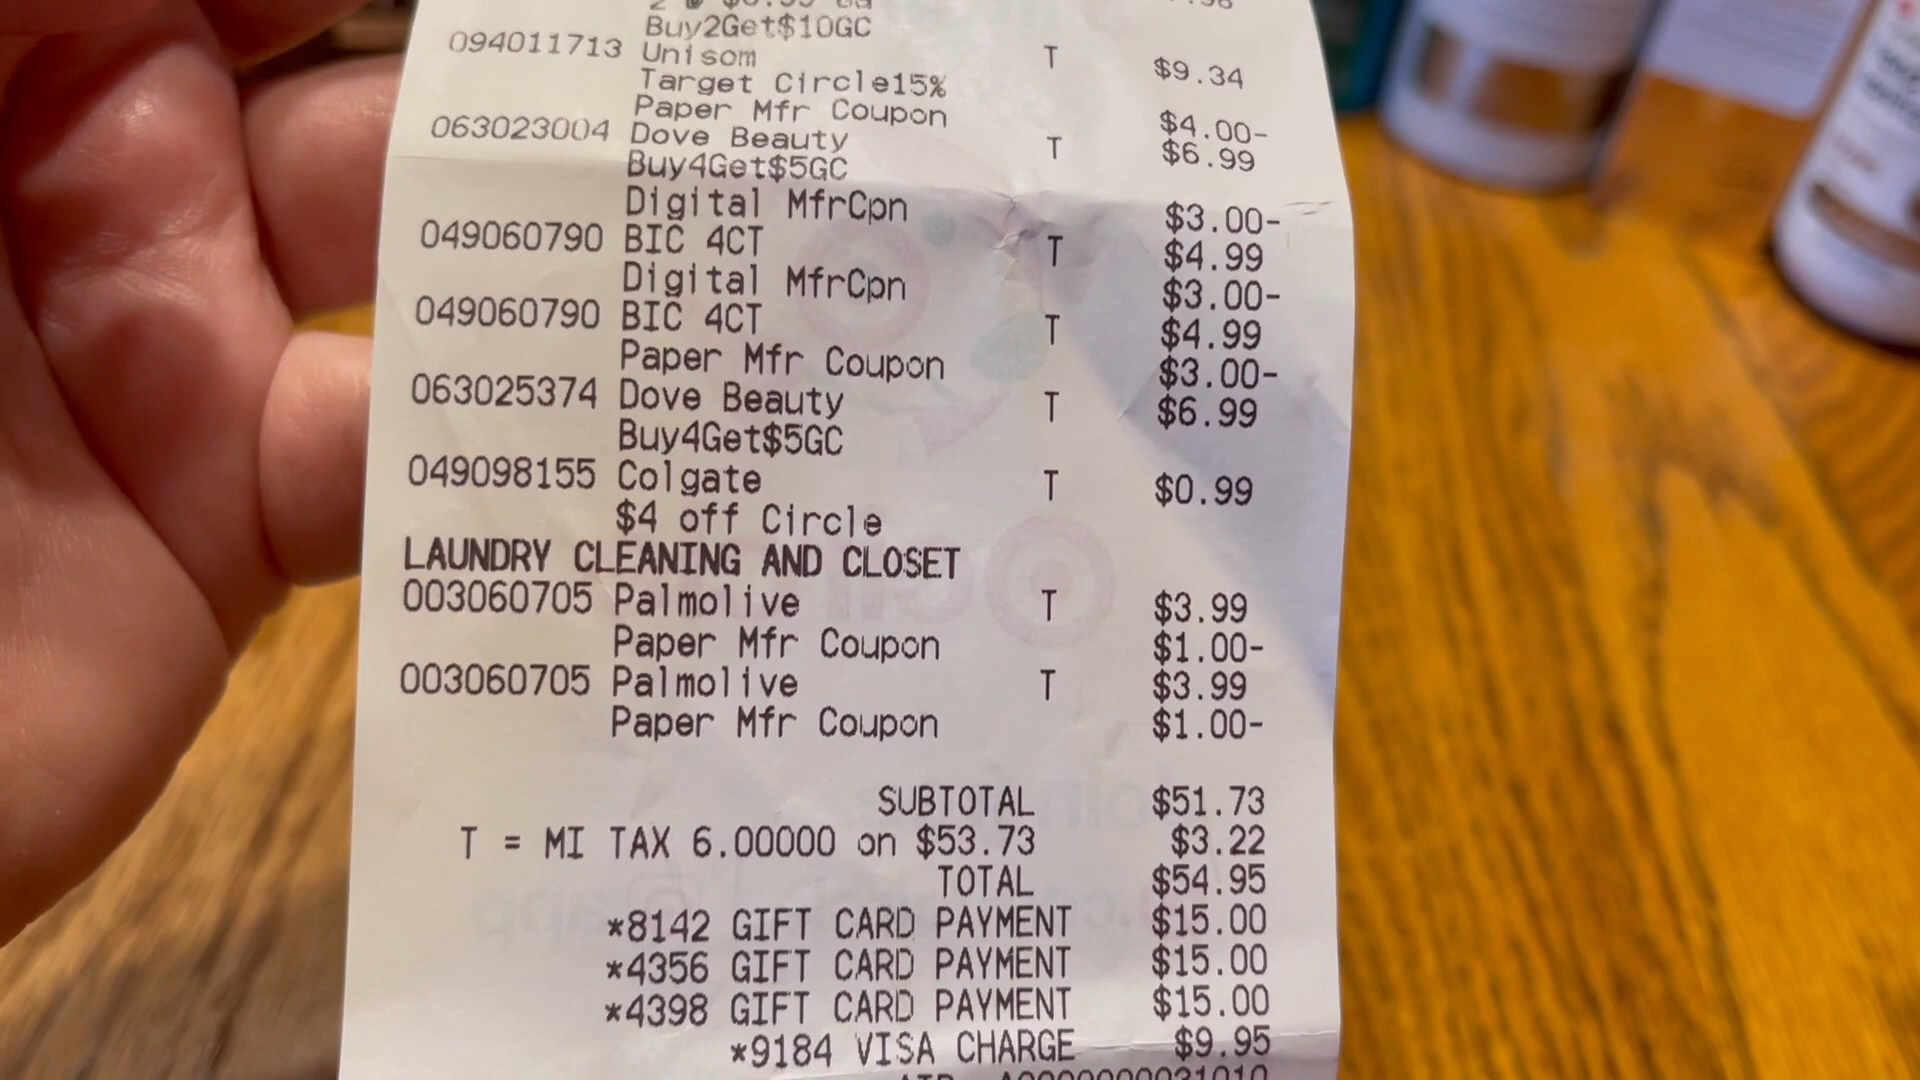 Buy2Get$10GC
094011713 Unisom T $9.34
Target Circle15%
Paper Mfr Coupon $4.00-
063023004 Dove Beauty T $6.99
Buy4Get$5GC
Digital MfrCpn $3.00-
049060790 BIC 4CT T $4.99
Digital MfrCpn $3.00-
049060790 BIC 4CT T $4.99
Paper Mfr Coupon $3.00-
063025374 Dove Beauty T $6.99
Buy4Get$5GC
049098155 Colgate T $0.99
$4 off Circle
LAUNDRY CLEANING AND CLOSET
003060705 Palmolive T $3.99
Paper Mfr Coupon $1.00-
003060705 Palmolive T $3.99
Paper Mfr Coupon $1.00-
SUBTOTAL $51.73
T = MI TAX 6.00000 on $53.73 $3.22
TOTAL $54.95
*8142 GIFT CARD PAYMENT $15.00
*4356 GIFT CARD PAYMENT $15.00
*4398 GIFT CARD PAYMENT $15.00
*9184 VISA CHARGE $9.95